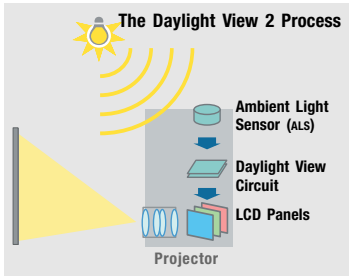 The Daylight View 2 Process
Ambient Light
Sensor (ALS)
Daylight View
Circuit
LCD Panels
Projector